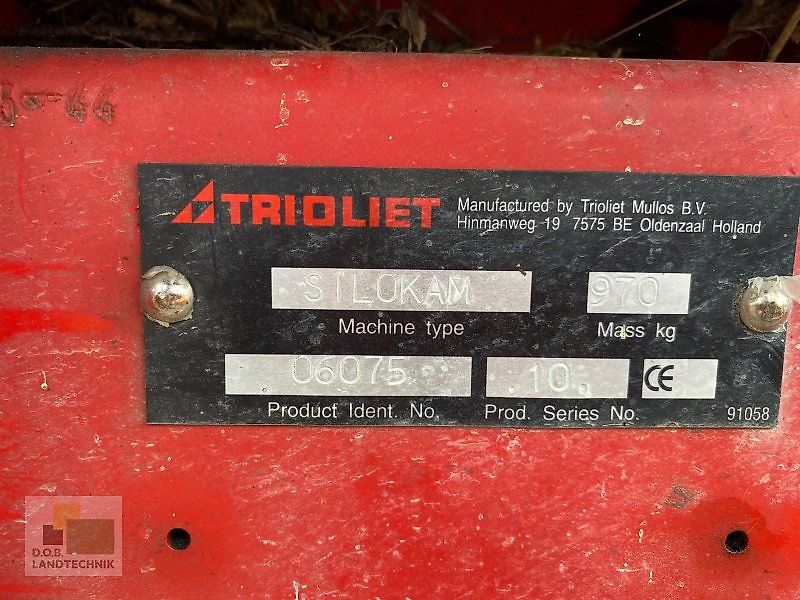 TRIOLIET
Manufactured by Trioliet Mullos B.V.
Hinmanweg 19 7575 BE Oldenzaal Holland
SILOKAM
970
Machine type
Mass kg
06075
10
CE
Product Ident. No.
Prod. Series No.
91058
D.O.B.
LANDTECHNIK